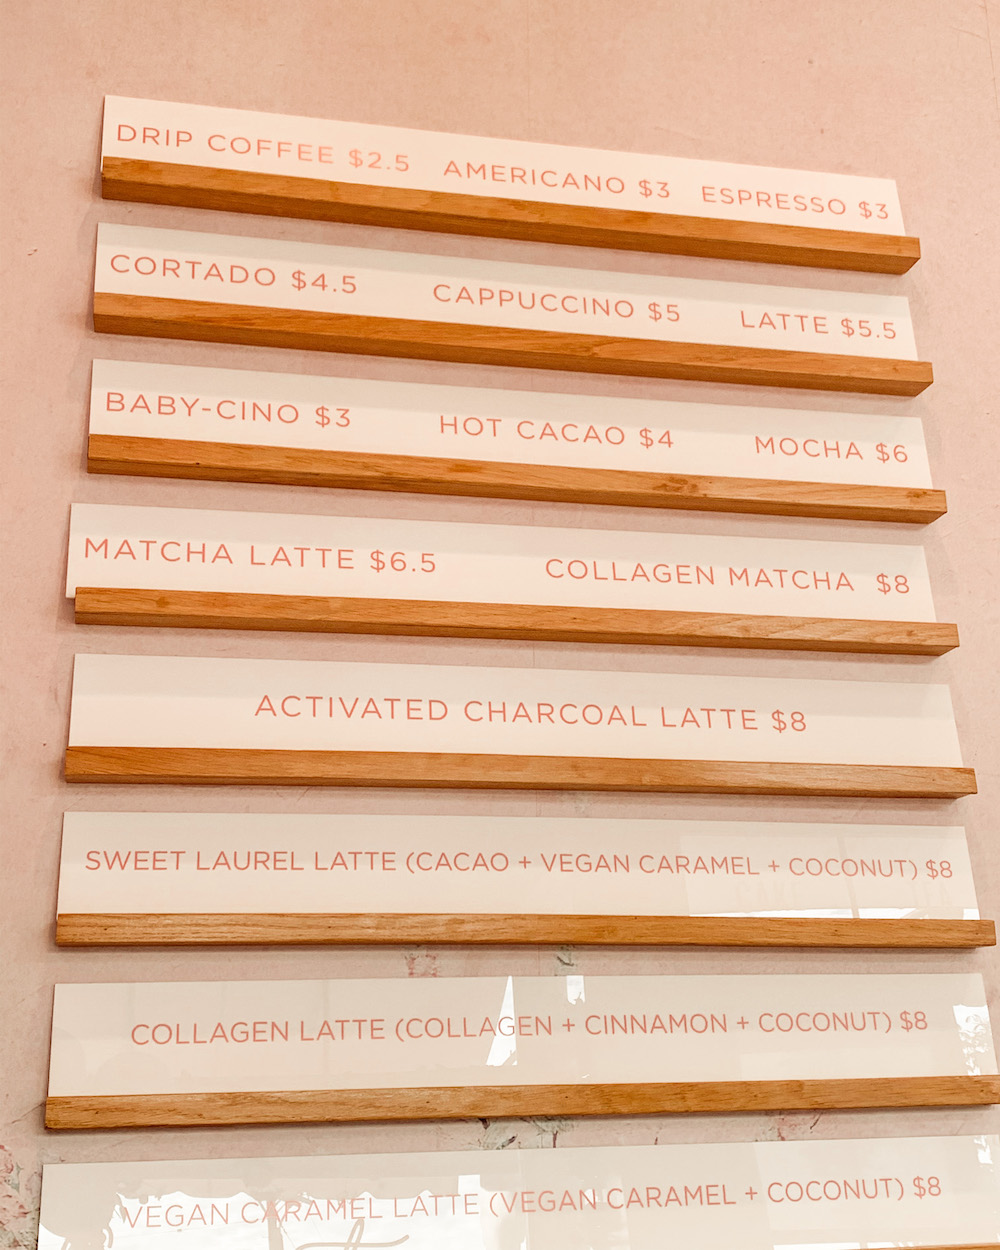 DRIP COFFEE $2.5 AMERICANO $3 ESPRESSO $3
CORTADO $4.5 CAPPUCCINO $5 LATTE $5.5
BABY-CINO $3 HOT CACAO $4 MOCHA $6
MATCHA LATTE $6.5 COLLAGEN MATCHA $8
ACTIVATED CHARCOAL LATTE $8
SWEET LAUREL LATTE (CACAO + VEGAN CARAMEL + COCONUT) $8
COLLAGEN LATTE (COLLAGEN + CINNAMON + COCONUT) $8
VEGAN CARAMEL LATTE (VEGAN CARAMEL + COCONUT) $8